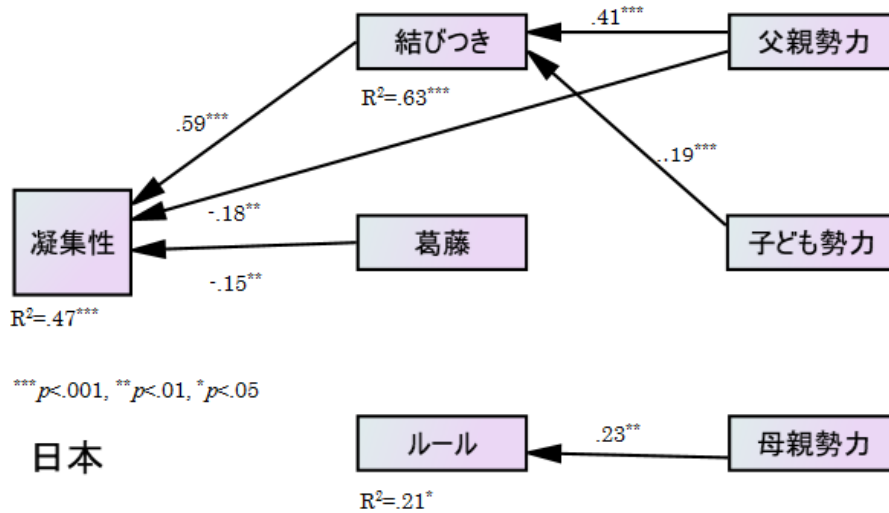 結びつき
.41***
父親勢力
R²=.63***
.59***
..19***
凝集性
-.18**
葛藤
子ども勢力
-.15**
R²=.47***
***p<.001, **p<.01, *p<.05
日本
ルール
.23**
母親勢力
R²=.21*